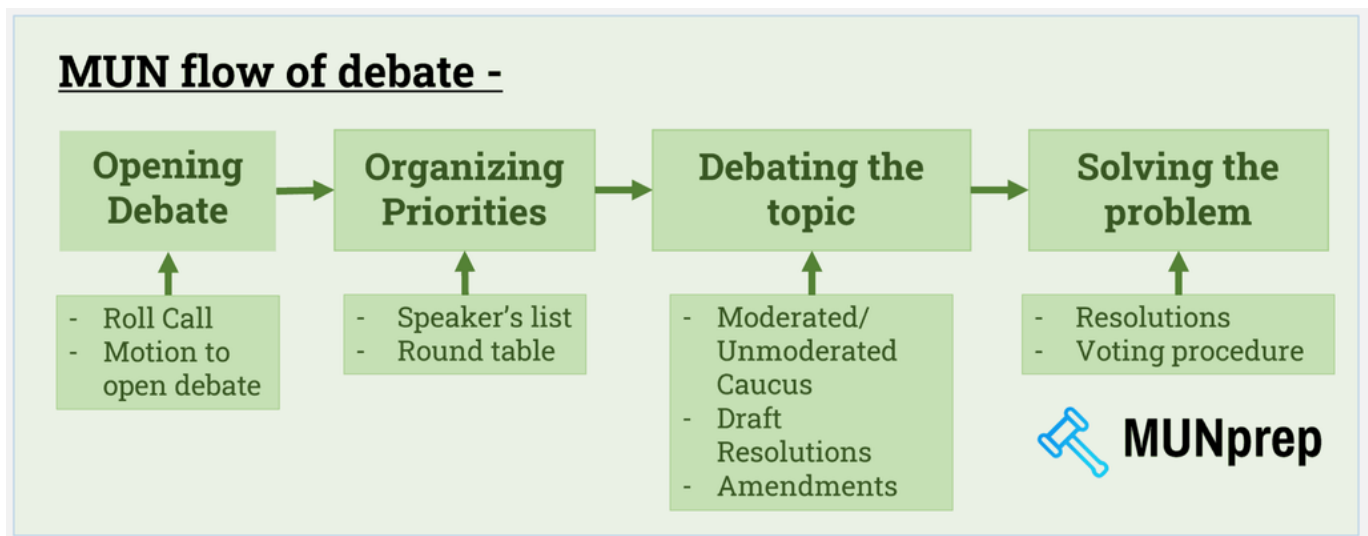 MUN flow of debate -
Opening
Debate
Organizing
Priorities
Debating the
topic
Solving the
problem
- Roll Call
- Motion to
open debate
- Speaker’s list
- Round table
- Moderated/
Unmoderated
Caucus
- Draft
Resolutions
- Amendments
- Resolutions
- Voting procedure
MUNprep